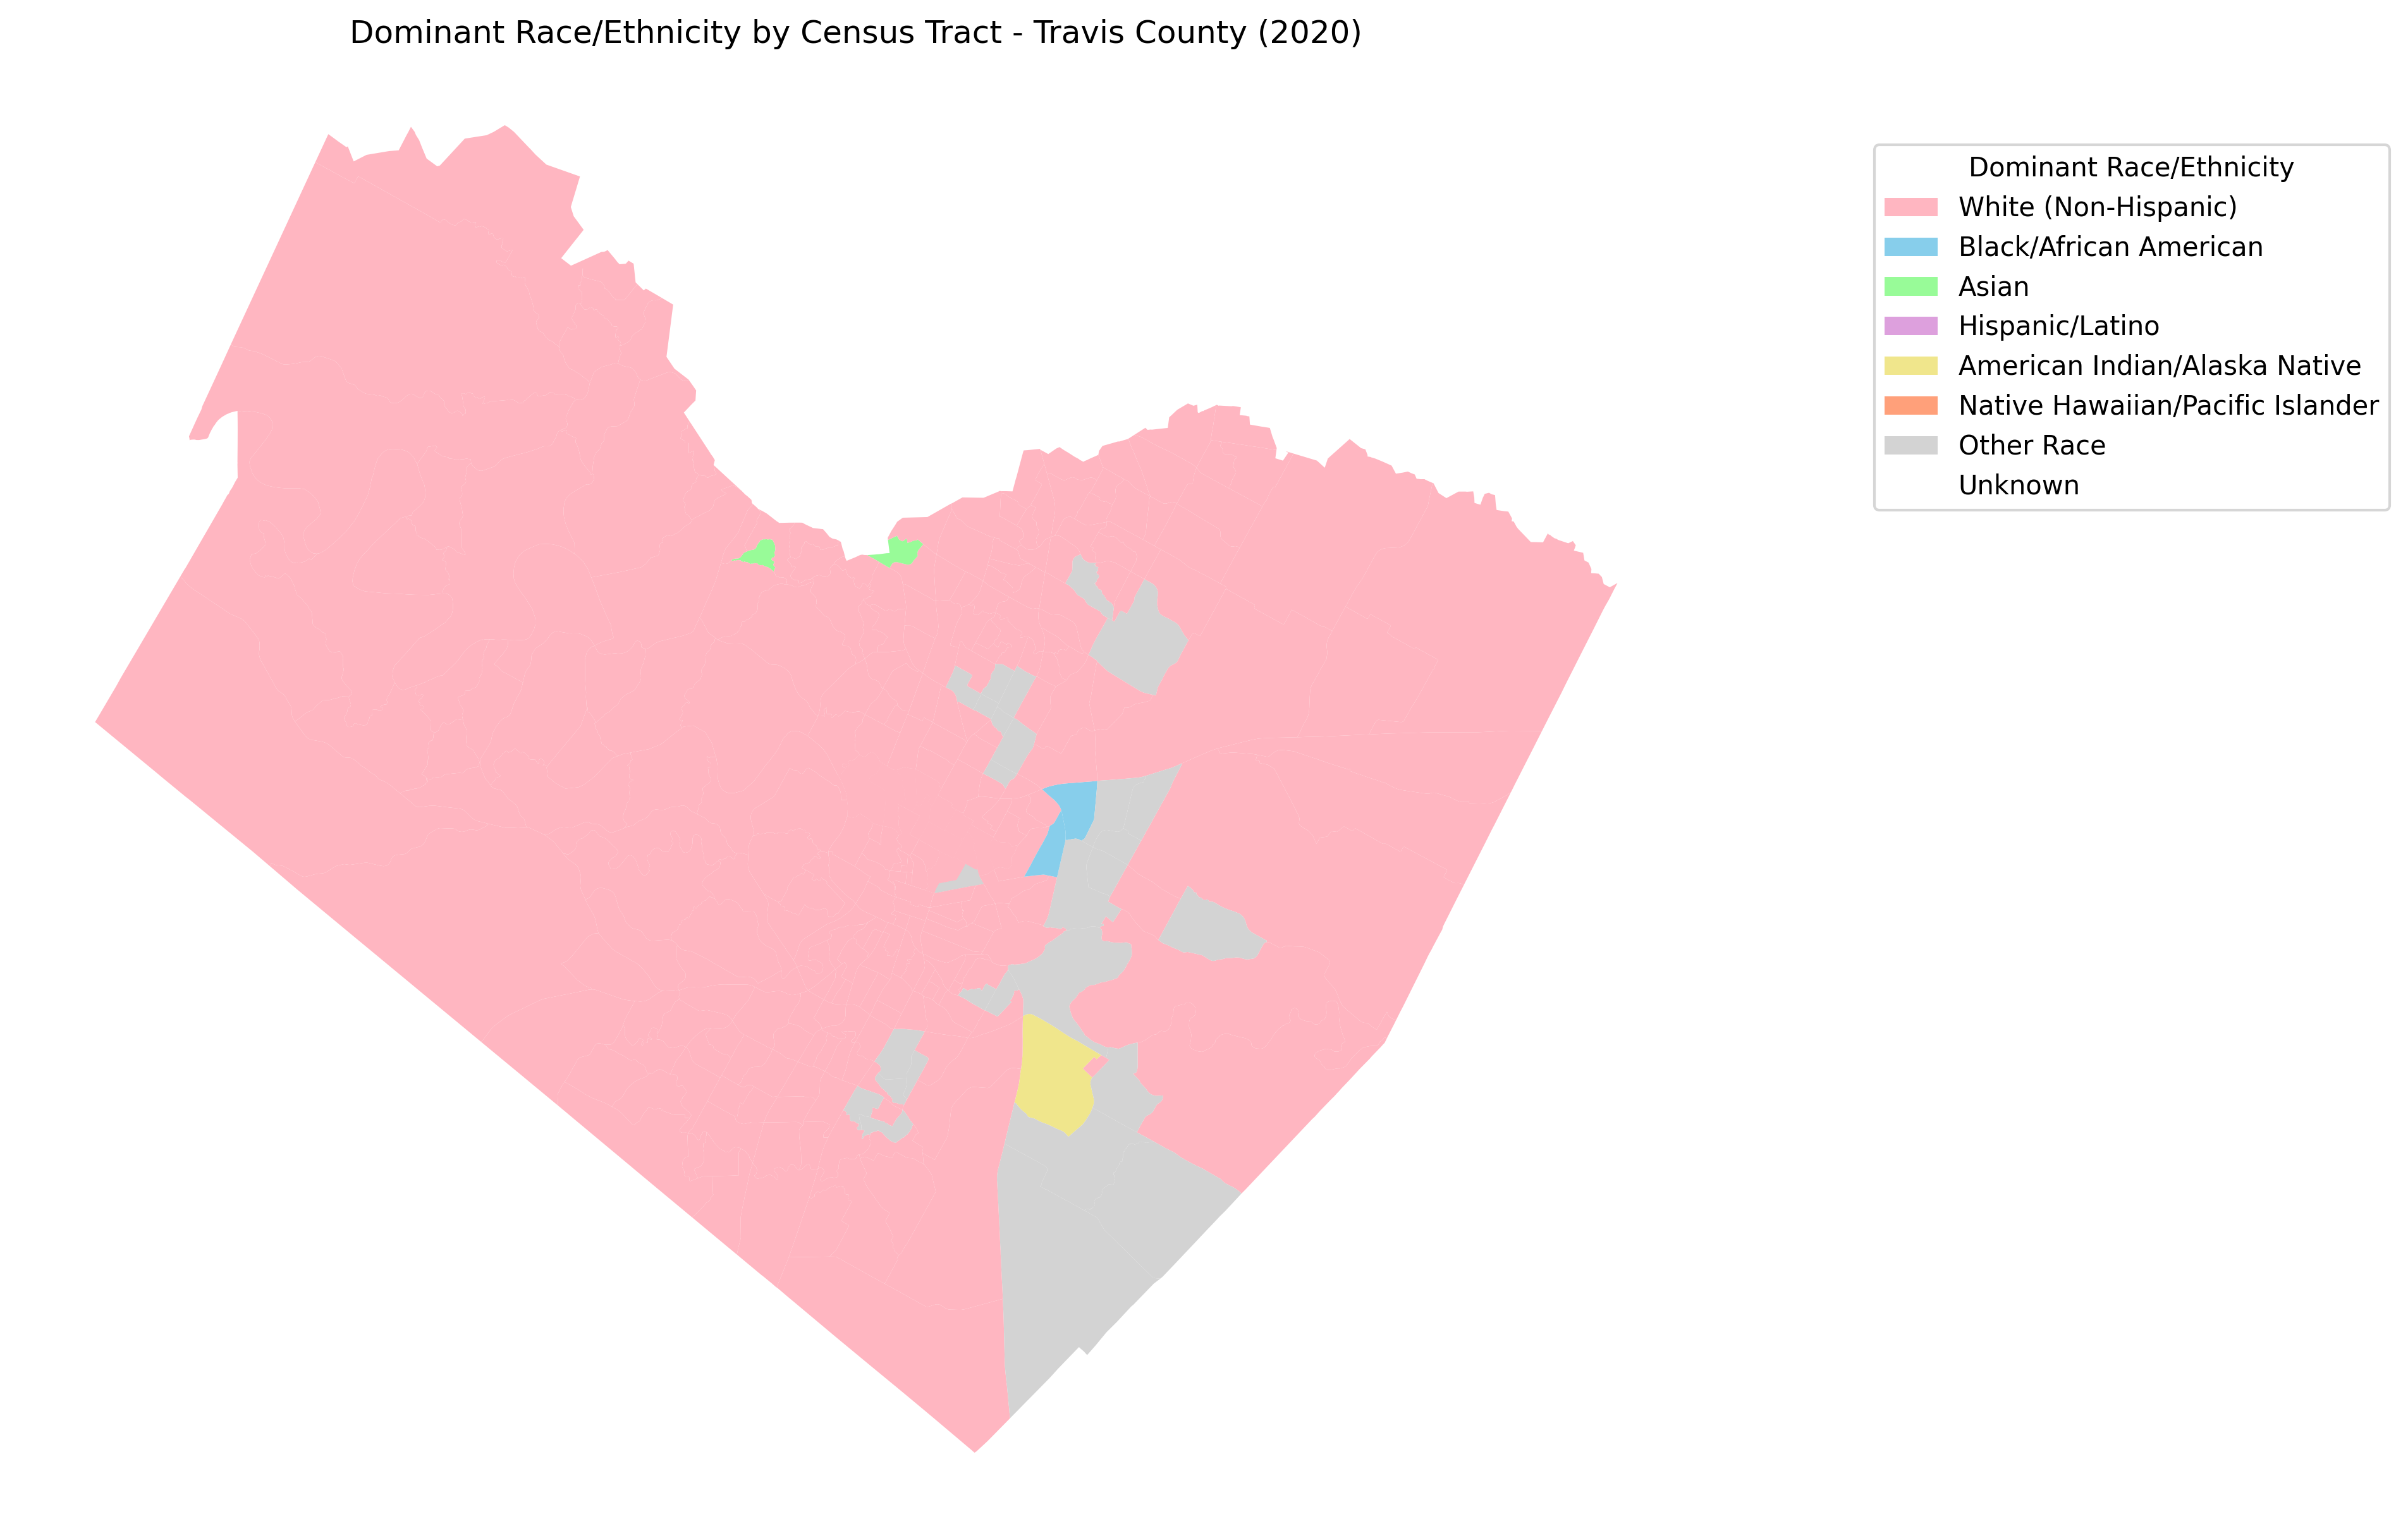 Dominant Race/Ethnicity by Census Tract - Travis County (2020)
Dominant Race/Ethnicity
White (Non-Hispanic)
Black/African American
Asian
Hispanic/Latino
American Indian/Alaska Native
Native Hawaiian/Pacific Islander
Other Race
Unknown